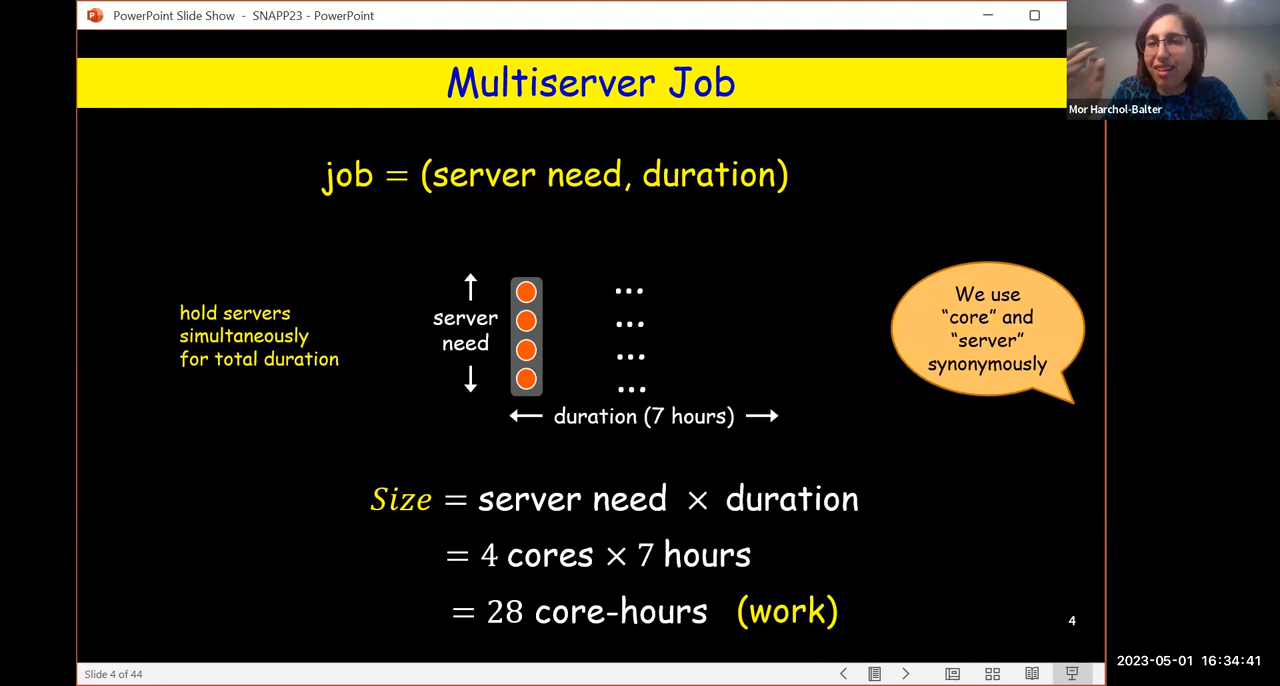 PowerPoint Slide Show - SNAPP23 - PowerPoint
Mor Harchol-Balter
Multiserver Job
job = (server need, duration)
hold servers
simultaneously
for total duration
server
need
...
...
...
...
duration (7 hours)
We use
“core” and
“server”
synonymously
Size = server need × duration
= 4 cores × 7 hours
= 28 core-hours (work)
4
Slide 4 of 44
2023-05-01 16:34:41